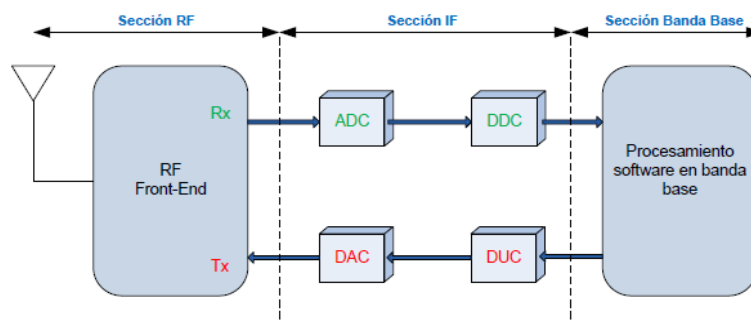 Sección RF
Sección IF
Sección Banda Base
Rx
ADC
DDC
RF
Front-End
Procesamiento
software en banda
base
Tx
DAC
DUC